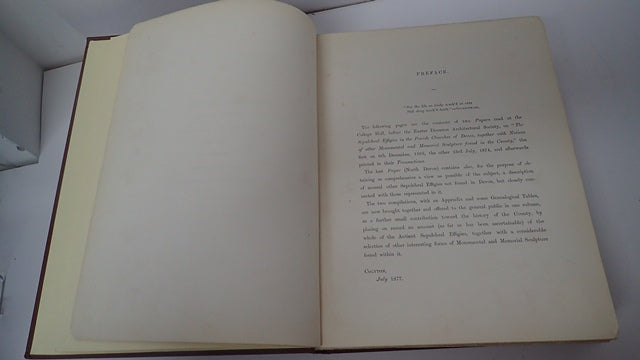 PREFACE.
The following pages are the contents of two Papers read at the
College Hall, before the Exeter Diocesan Architectural Society, on "The
Sepulchral Effigies in the Parish Churches of Devon, together with Notices
of other Monumental and Memorial Sculpture found in the County," the
first on 6th December, the other 23rd July, 1874, and afterwards
printed in their Transactions.
The last Paper (North Devon) contains also, for the purpose of ob-
taining as comprehensive a view as possible of the subject, a description
of several other Sepulchral Effigies not found in Devon, but closely con-
nected with those represented in it.
The two compilations, with an Appendix and some Genealogical Tables,
are now brought together and offered to the general public in one volume,
as a further small contribution toward the history of the County, by
placing on record an account (as far as has been ascertainable) of the
whole of the Antient Sepulchral Effigies, together with a considerable
selection of other interesting forms of Monumental and Memorial Sculpture
found within it.
COLYTON,
July 1877.